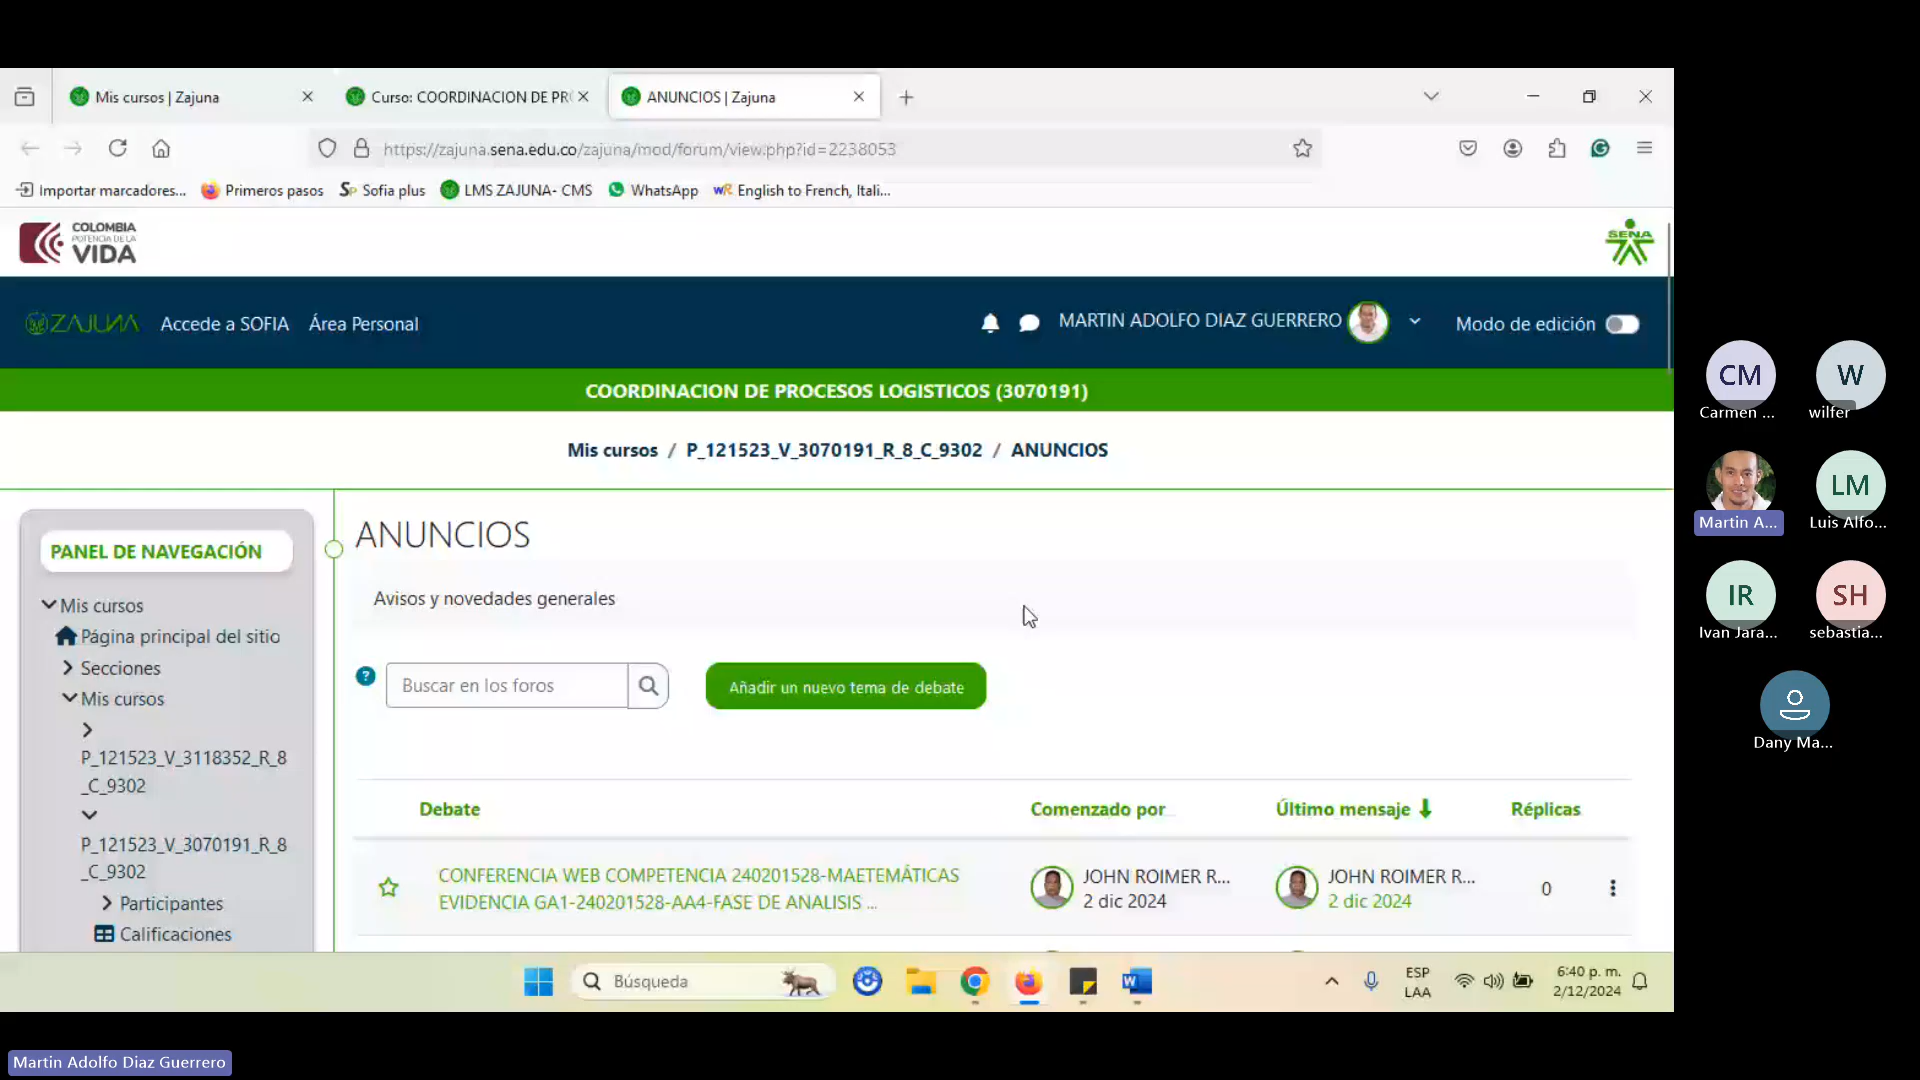 Mis cursos | Zajuna
Curso: COORDINACION DE PR
ANUNCIOS | Zajuna
https://zajuna.sena.edu.co/zajuna/mod/forum/view.php?id=2238053
Importar marcadores...
Primeros pasos
Sofia plus
LMS ZAJUNA- CMS
WhatsApp
English to French, Itali...
COLOMBIA
POTENCIA DE LA
VIDA
SENA
ZAJUNA
Accede a SOFIA
Área Personal
MARTIN ADOLFO DIAZ GUERRERO
Modo de edición
COORDINACION DE PROCESOS LOGISTICOS (3070191)
Mis cursos / P_121523_V_3070191_R_8_C_9302 / ANUNCIOS
PANEL DE NAVEGACIÓN
Mis cursos
Página principal del sitio
Secciones
Mis cursos
P_121523_V_3118352_R_8
_C_9302
P_121523_V_3070191_R_8
_C_9302
Participantes
Calificaciones
ANUNCIOS
Avisos y novedades generales
Buscar en los foros
Añadir un nuevo tema de debate
Debate
Comenzado por
Último mensaje
Réplicas
CONFERENCIA WEB COMPETENCIA 240201528-MAETEMÁTICAS
EVIDENCIA GA1-240201528-AA4-FASE DE ANALISIS ...
JOHN ROIMER R...
2 dic 2024
JOHN ROIMER R...
2 dic 2024
0
Búsqueda
ESP
LAA
6:40 p. m.
2/12/2024
CM
Carmen ...
W
wilfer
Martin A...
LM
Luis Alfo...
IR
Ivan Jara...
SH
sebastia...
Dany Ma...
Martin Adolfo Diaz Guerrero